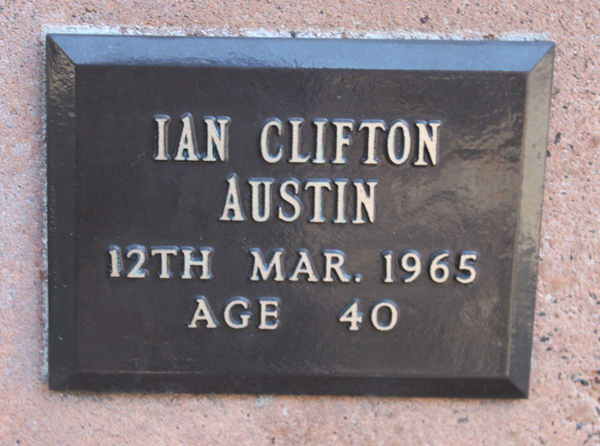 IAN CLIFTON
AUSTIN
12TH MAR. 1965
AGE 40